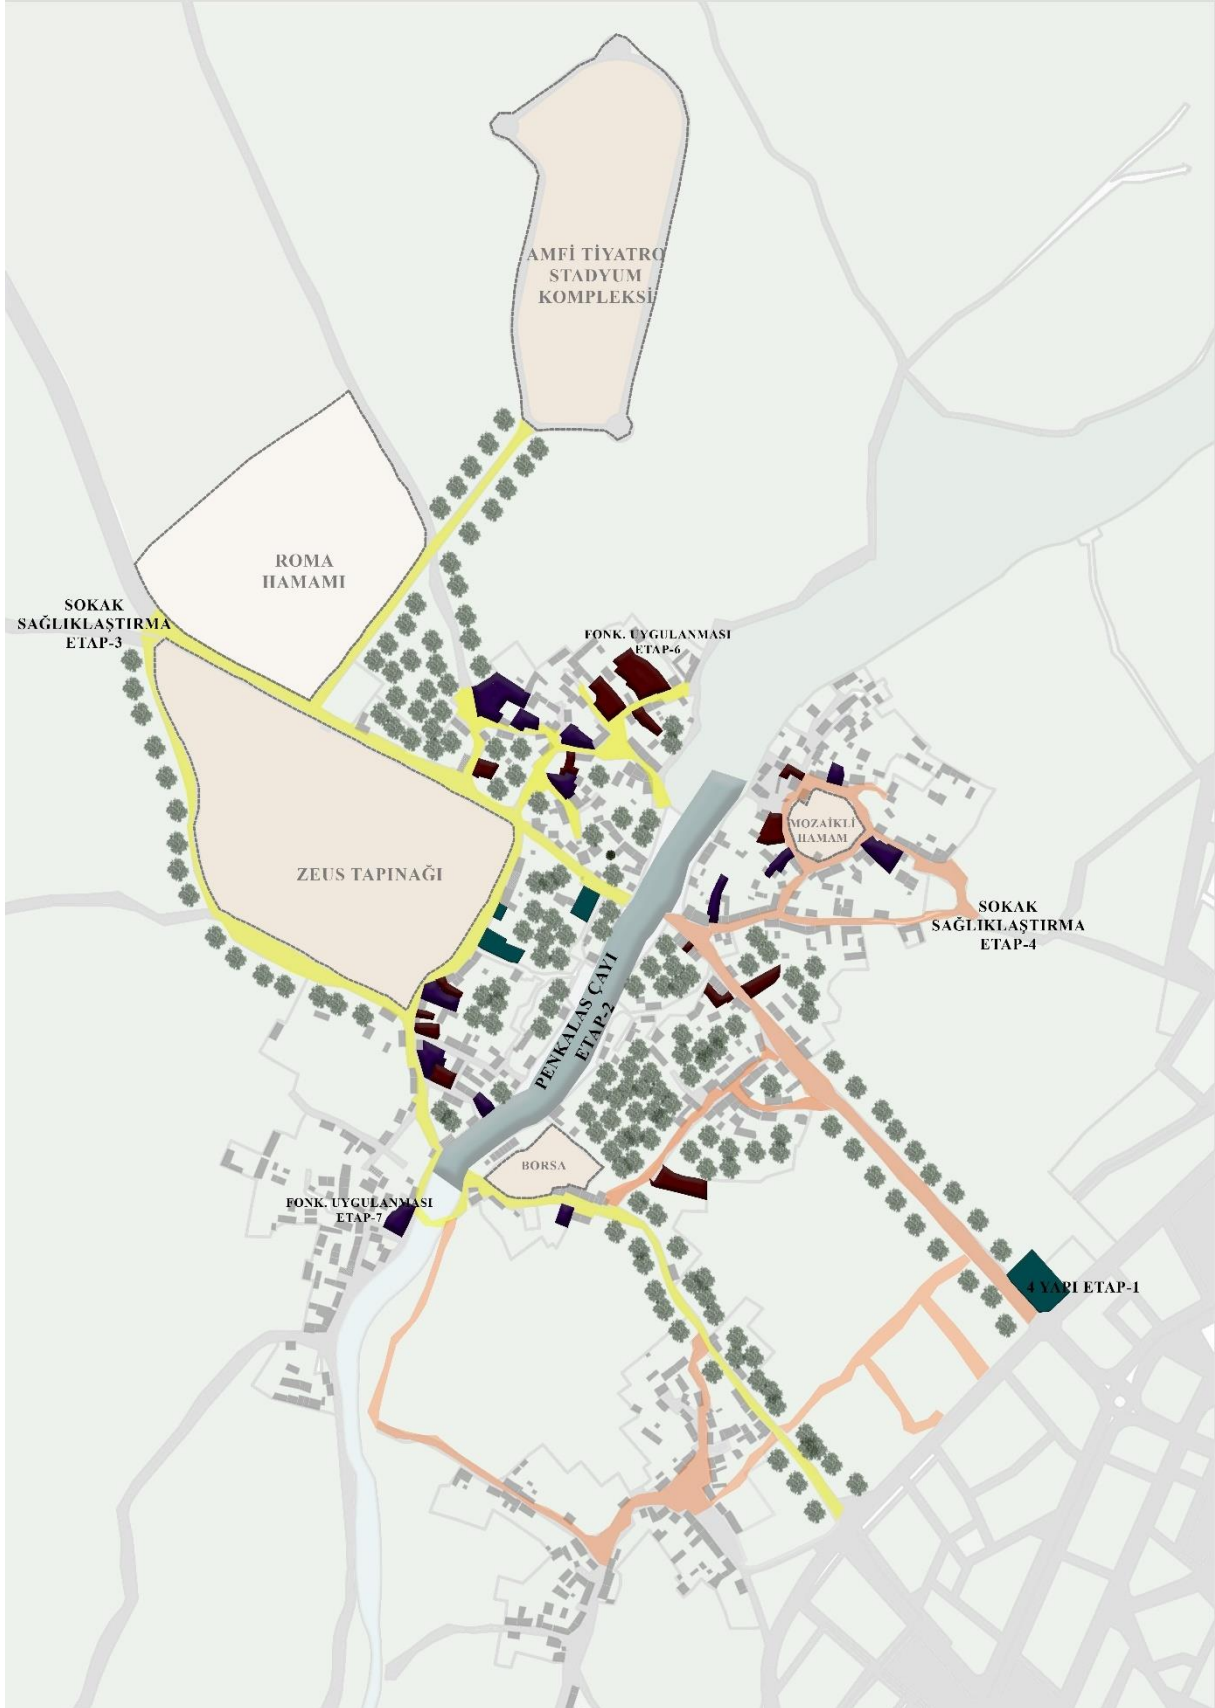 AMFİ TİYATRO
STADYUM
KOMPLEKSİ
ROMA
HAMAMI
SOKAK
SAĞLIKLAŞTIRMA
ETAP-3
FONK. UYGULANMASI
ETAP-6
MOZAİKLİ
HAMAM
ZEUS TAPINAĞI
SOKAK
SAĞLIKLAŞTIRMA
ETAP-4
PENKALAS ÇAYI
ETAP-2
BORSA
FONK. UYGULANMASI
ETAP-7
4 YAPI ETAP-1